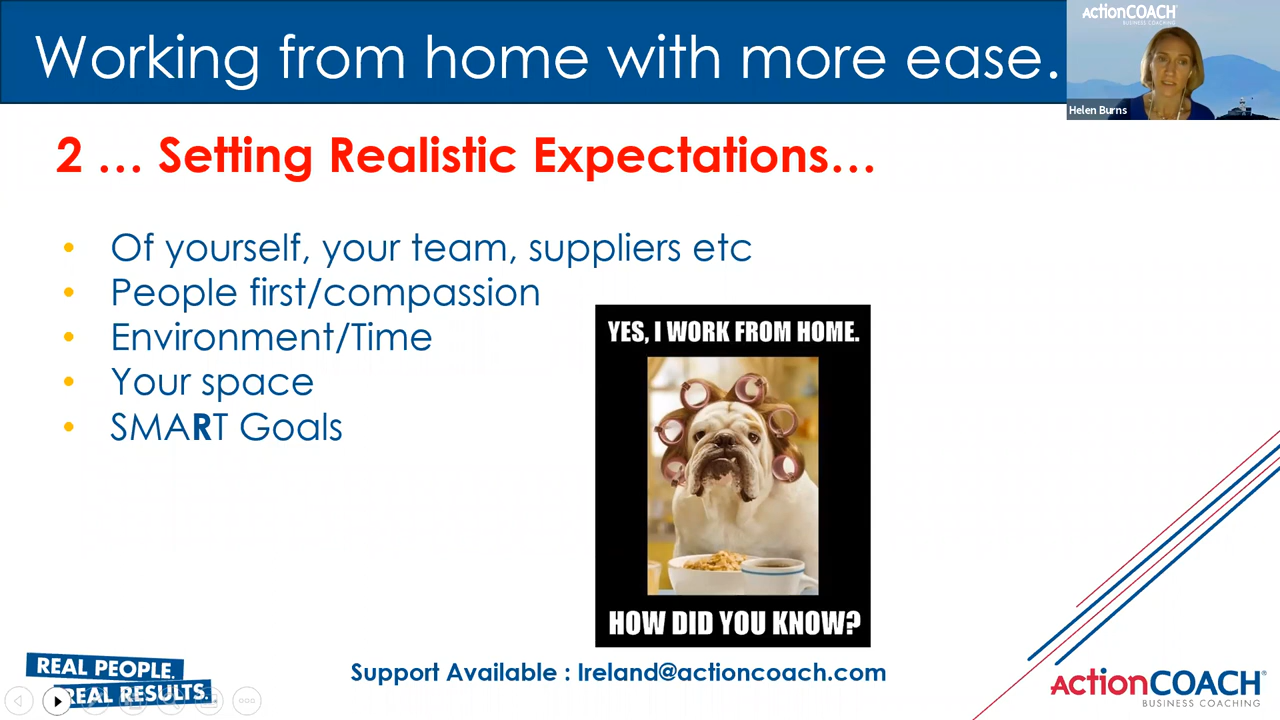 Working from home with more ease.
actionCOACH
BUSINESS COACHING
Helen Burns
2 … Setting Realistic Expectations…
• Of yourself, your team, suppliers etc
• People first/compassion
• Environment/Time
• Your space
• SMART Goals
YES, I WORK FROM HOME.
HOW DID YOU KNOW?
REAL PEOPLE.
REAL RESULTS.
Support Available : Ireland@actioncoach.com
ActionCOACH®
BUSINESS COACHING